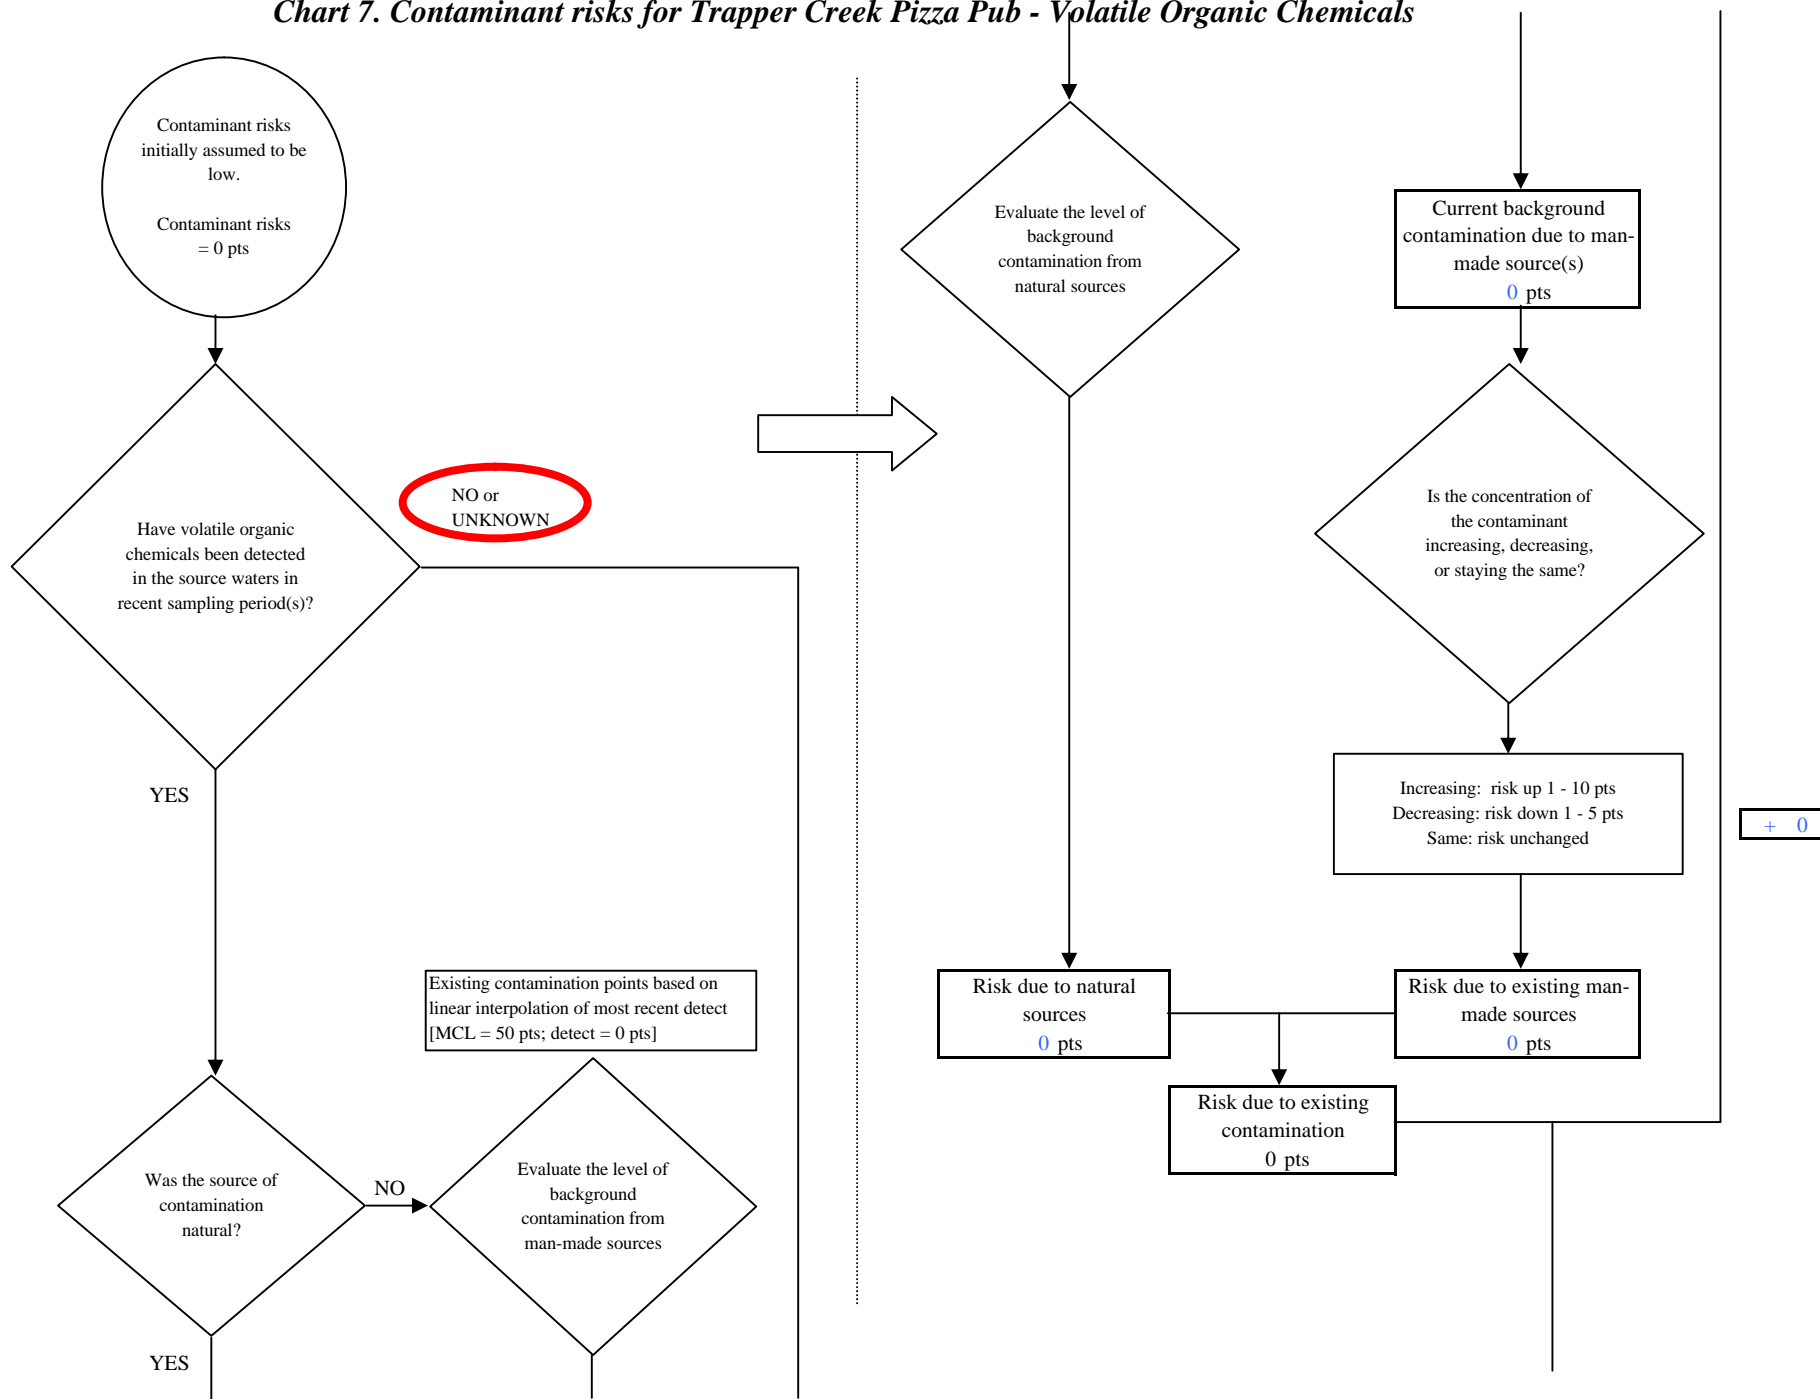 Chart 7. Contaminant risks for Trapper Creek Pizza Pub - Volatile Organic Chemicals
Contaminant risks
initially assumed to be
low.
Contaminant risks
= 0 pts
Have volatile organic
chemicals been detected
in the source waters in
recent sampling period(s)?
NO or
UNKNOWN
YES
Existing contamination points based on
linear interpolation of most recent detect
[MCL = 50 pts; detect = 0 pts]
Was the source of
contamination
natural?
NO
Evaluate the level of
background
contamination from
man-made sources
YES
Evaluate the level of
background
contamination from
natural sources
Current background
contamination due to man-
made source(s)
0 pts
Is the concentration of
the contaminant
increasing, decreasing,
or staying the same?
Increasing: risk up 1 - 10 pts
Decreasing: risk down 1 - 5 pts
Same: risk unchanged
+ 0
Risk due to natural
sources
0 pts
Risk due to existing man-
made sources
0 pts
Risk due to existing
contamination
0 pts